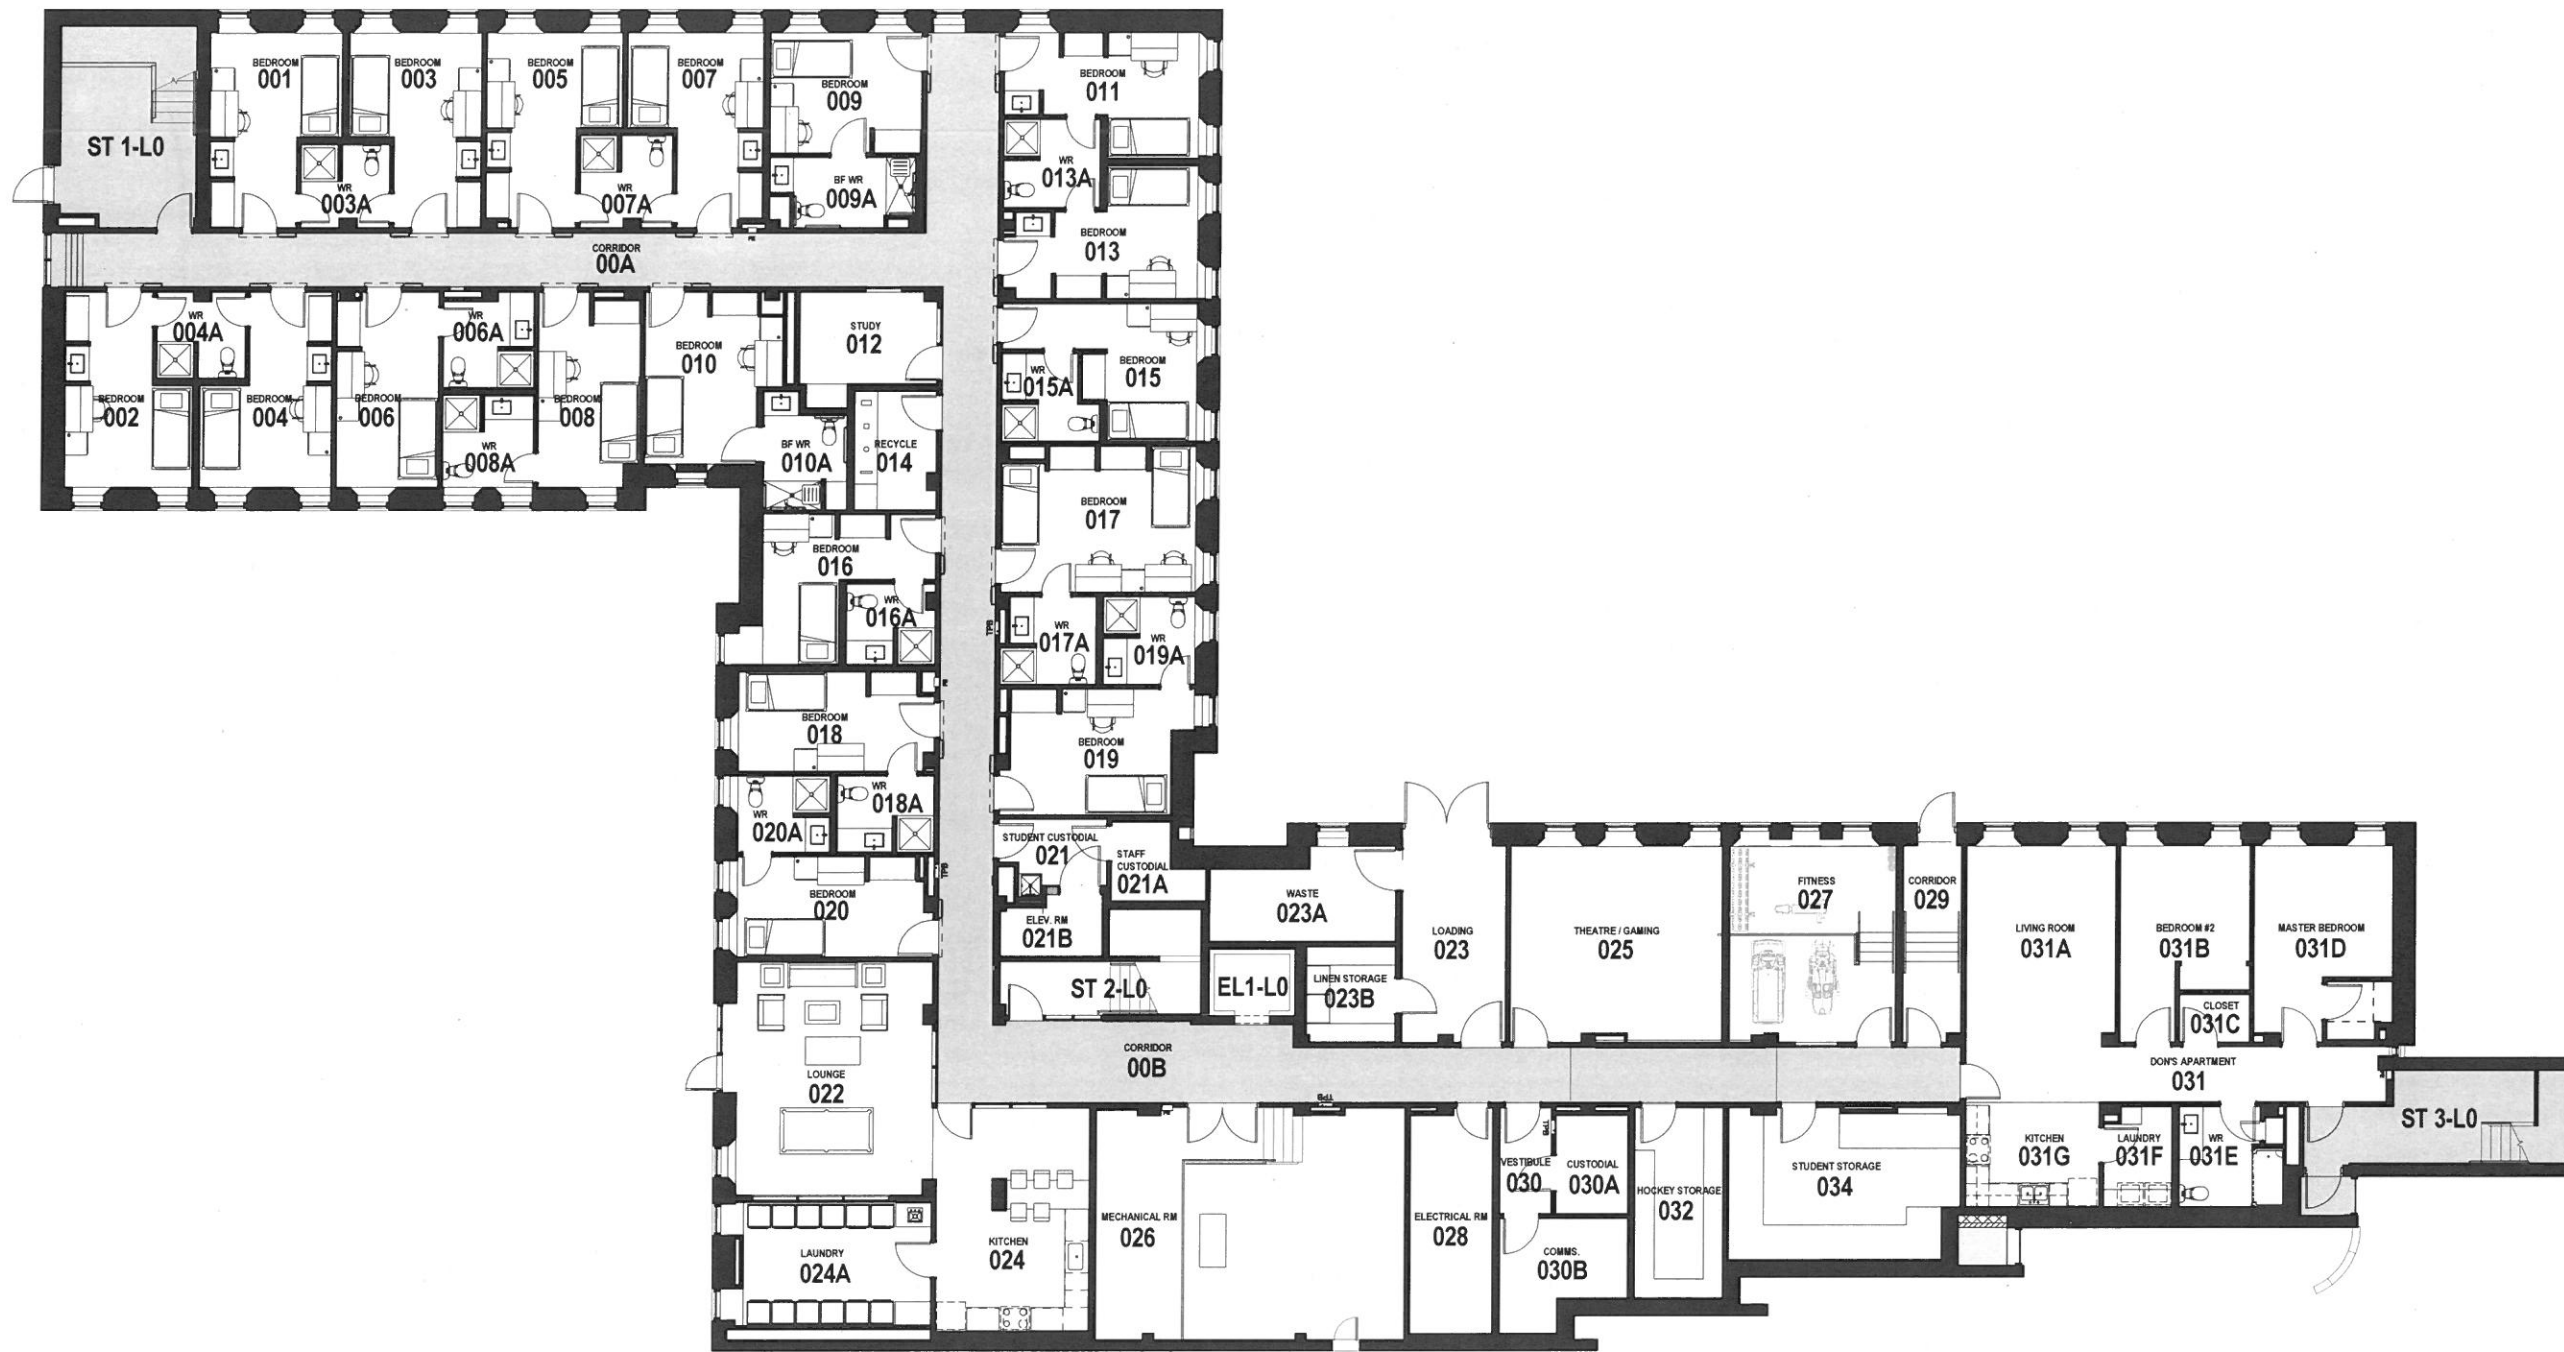 ST 1-L0
BEDROOM
001
BEDROOM
003
BEDROOM
005
BEDROOM
007
BEDROOM
009
BEDROOM
011
WR
003A
WR
007A
BF WR
009A
WR
013A
BEDROOM
013
CORRIDOR
00A
WR
004A
BEDROOM
002
BEDROOM
004
BEDROOM
006
WR
006A
WR
008A
BEDROOM
008
BEDROOM
010
STUDY
012
BF WR
010A
RECYCLE
014
BEDROOM
015
WR
015A
BEDROOM
017
BEDROOM
016
WR
016A
TPB
WR
017A
WR
019A
BEDROOM
018
BEDROOM
019
WR
018A
WR
020A
BEDROOM
020
TPB
STUDENT CUSTODIAL
021
STAFF
CUSTODIAL
021A
ELEV. RM
021B
ST 2-L0
EL1-L0
WASTE
023A
LINEN STORAGE
023B
LOADING
023
THEATRE / GAMING
025
FITNESS
027
CORRIDOR
029
LIVING ROOM
031A
BEDROOM #2
031B
MASTER BEDROOM
031D
CLOSET
031C
DON'S APARTMENT
031
CORRIDOR
00B
LOUNGE
022
TPB
KITCHEN
024
LAUNDRY
024A
MECHANICAL RM
026
ELECTRICAL RM
028
TPB
VESTIBULE
030
CUSTODIAL
030A
COMMS.
030B
HOCKEY STORAGE
032
STUDENT STORAGE
034
KITCHEN
031G
LAUNDRY
031F
WR
031E
ST 3-L0